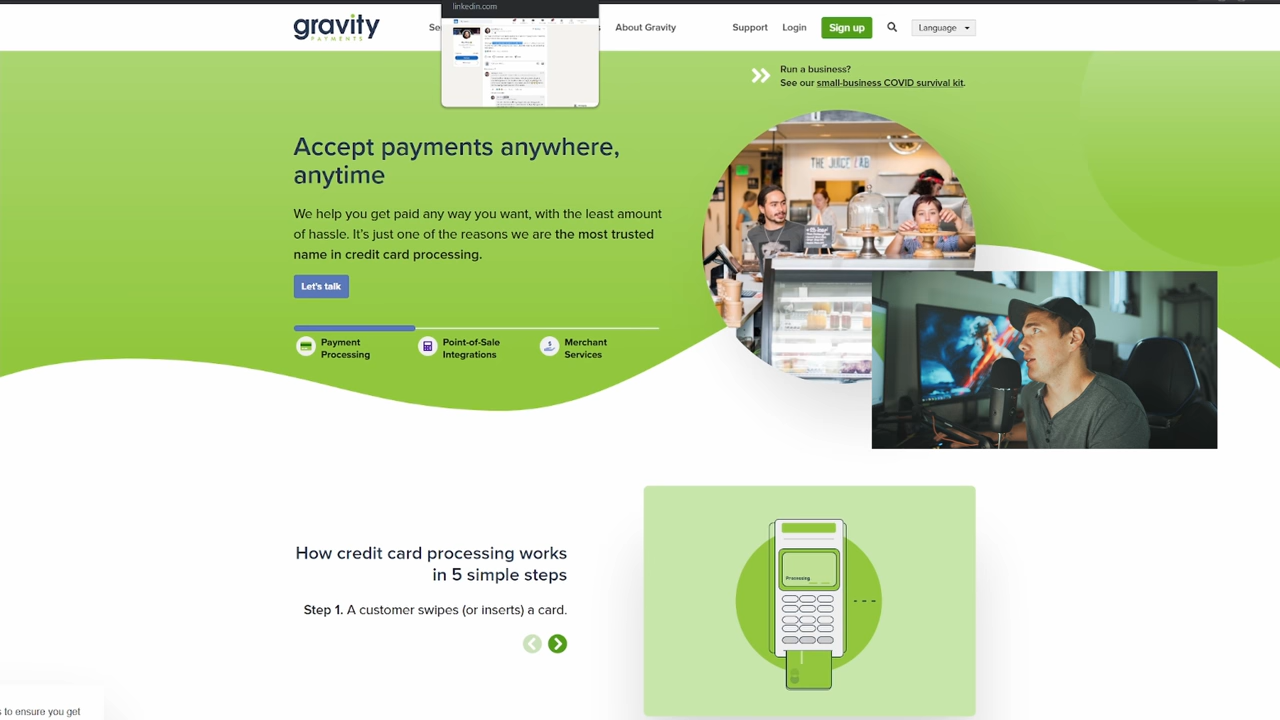 linkedin.com
gravity
PAYMENTS
Se
s
About Gravity
Support
Login
Sign up
Language
Run a business?
See our small-business COVID survival kit.
THE JUICE LAB
Accept payments anywhere,
anytime
We help you get paid any way you want, with the least amount
of hassle. It's just one of the reasons we are the most trusted
name in credit card processing.
Let's talk
Payment
Processing
Point-of-Sale
Integrations
Merchant
Services
How credit card processing works
in 5 simple steps
Step 1. A customer swipes (or inserts) a card.
Processing
s to ensure you get